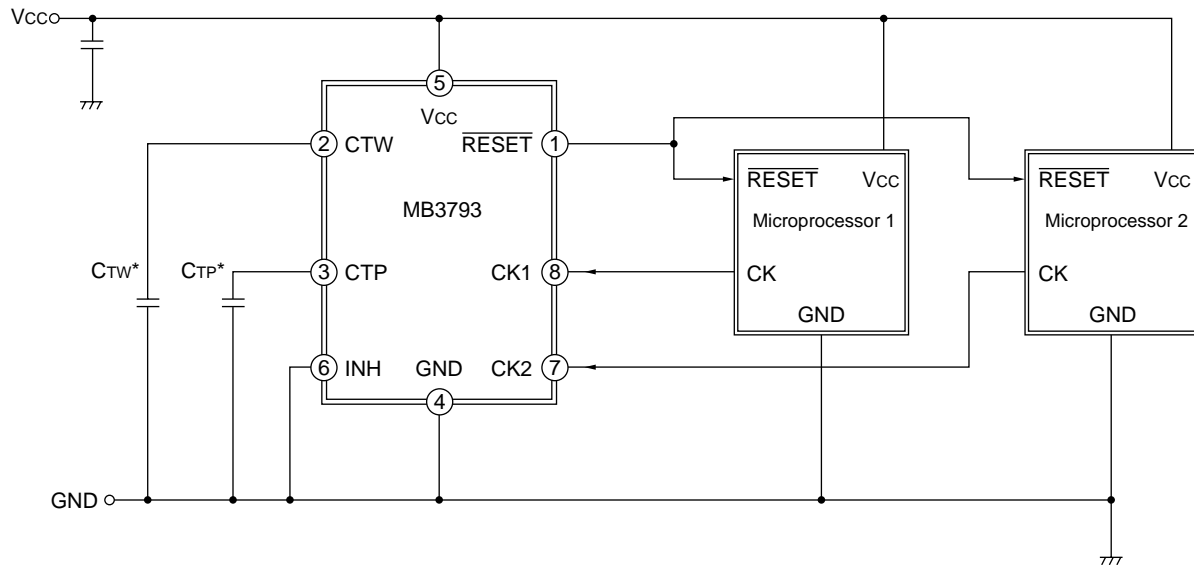 VCC
5
VCC
2 CTW
RESET 1
MB3793
RESET VCC
Microprocessor 1
RESET VCC
Microprocessor 2
CTW*
CTP*
3 CTP
CK1 8
CK
CK
GND
GND
6 INH
GND
CK2 7
4
GND